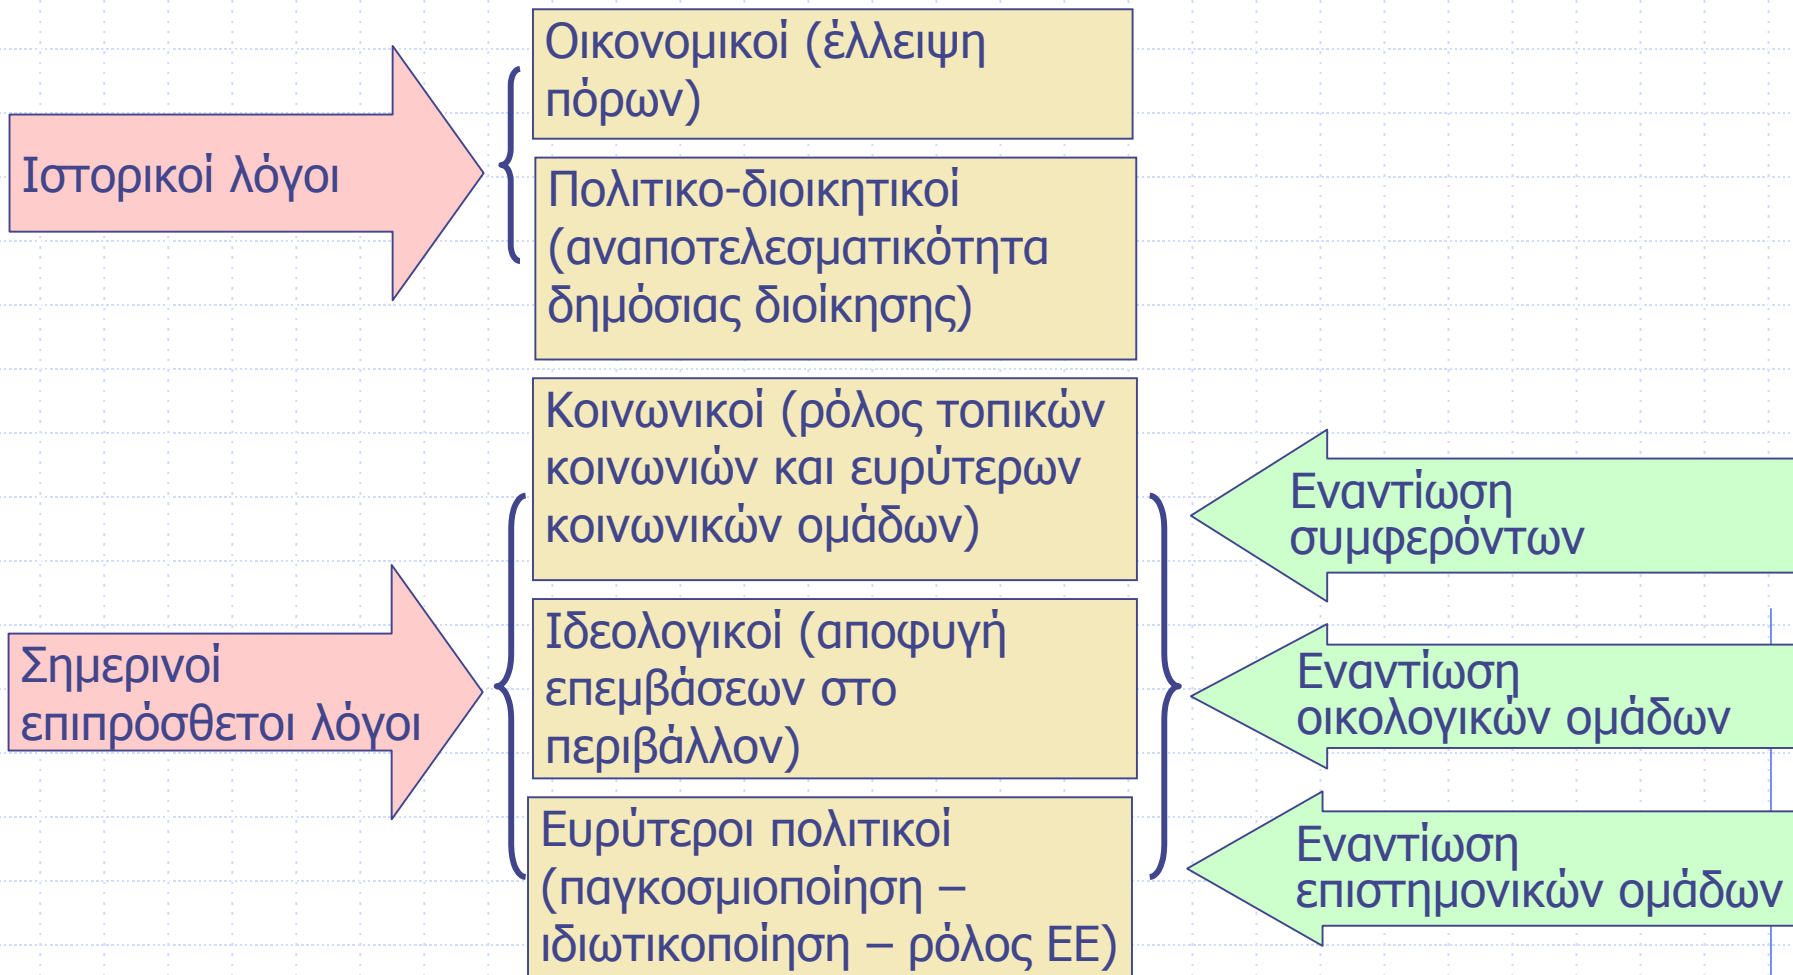 Ιστορικοί λόγοι
Οικονομικοί (έλλειψη
πόρων)
Πολιτικο-διοικητικοί
(αναποτελεσματικότητα
δημόσιας διοίκησης)
Σημερινοί
επιπρόσθετοι λόγοι
Κοινωνικοί (ρόλος τοπικών
κοινωνιών και ευρύτερων
κοινωνικών ομάδων)
Ιδεολογικοί (αποφυγή
επεμβάσεων στο
περιβάλλον)
Ευρύτεροι πολιτικοί
(παγκοσμιοποίηση –
ιδιωτικοποίηση – ρόλος ΕΕ)
Εναντίωση
συμφερόντων
Εναντίωση
οικολογικών ομάδων
Εναντίωση
επιστημονικών ομάδων